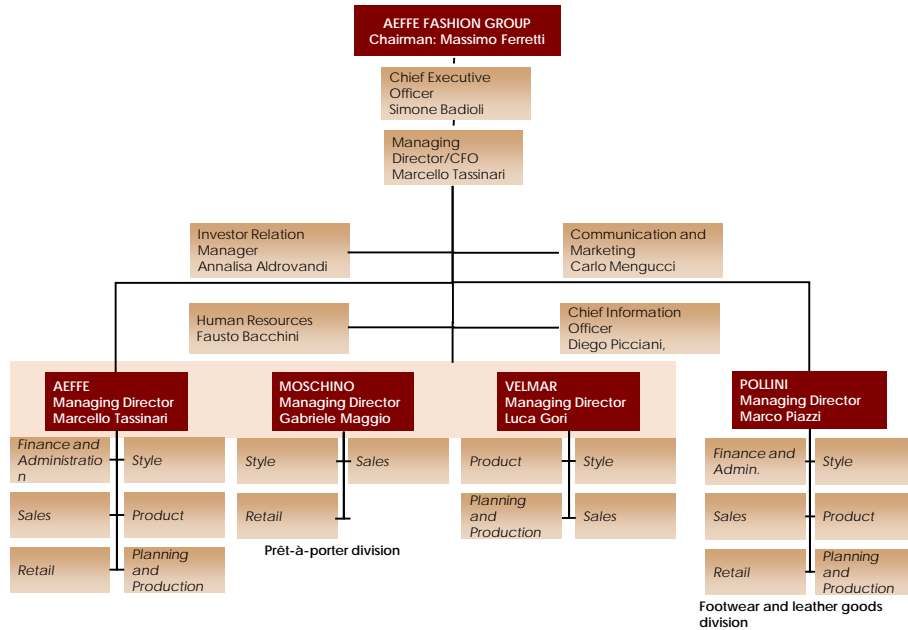 AEFFE FASHION GROUP
Chairman: Massimo Ferretti
Chief Executive
Officer
Simone Badioli
Managing
Director/CFO
Marcello Tassinari
Investor Relation
Manager
Annalisa Aldrovandi
Communication and
Marketing
Carlo Mengucci
Human Resources
Fausto Bacchini
Chief Information
Officer
Diego Picciani,
AEFFE
Managing Director
Marcello Tassinari
MOSCHINO
Managing Director
Gabriele Maggio
VELMAR
Managing Director
Luca Gori
POLLINI
Managing Director
Marco Piazzi
Finance and
Administratio
n
Style
Sales
Product
Retail
Planning
and
Production
Style
Sales
Retail
Prêt-à-porter division
Product
Style
Planning
and
Production
Sales
Finance and
Admin.
Style
Sales
Product
Retail
Planning
and
Production
Footwear and leather goods
division